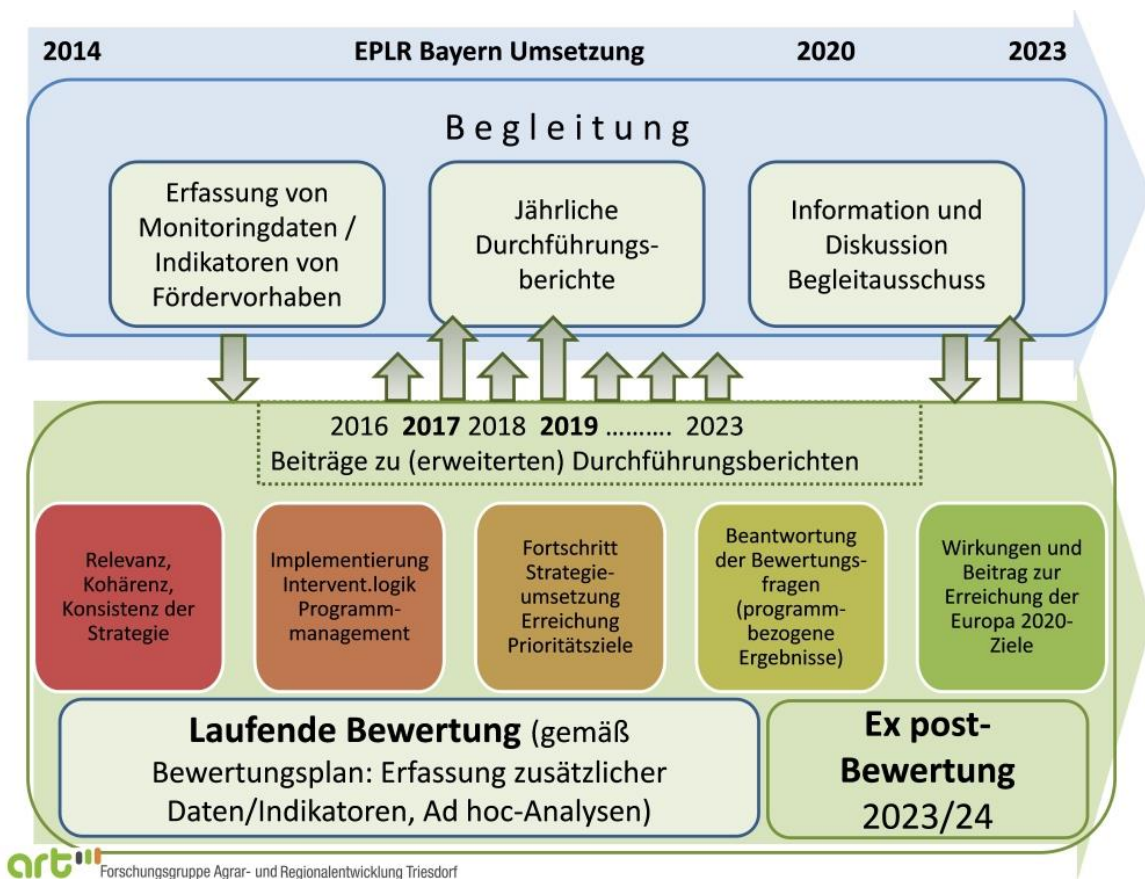 2014 EPLR Bayern Umsetzung 2020 2023
Begleitung
Erfassung von
Monitoringdaten /
Indikatoren von
Fördervorhaben
Jährliche
Durchführungs-
berichte
Information und
Diskussion
Begleitausschuss
2016 2017 2018 2019 .......... 2023
Beiträge zu (erweiterten) Durchführungsberichten
Relevanz,
Kohärenz,
Konsistenz der
Strategie
Implementierung
Intervent.logik
Programm-
management
Fortschritt
Strategie-
umsetzung
Erreichung
Prioritätsziele
Beantwortung
der Bewertungs-
fragen
(programm-
bezogene
Ergebnisse)
Wirkungen und
Beitrag zur
Erreichung der
Europa 2020-
Ziele
Laufende Bewertung (gemäß
Bewertungsplan: Erfassung zusätzlicher
Daten/Indikatoren, Ad hoc-Analysen)
Ex post-
Bewertung
2023/24
art Forschungsgruppe Agrar- und Regionalentwicklung Triesdorf